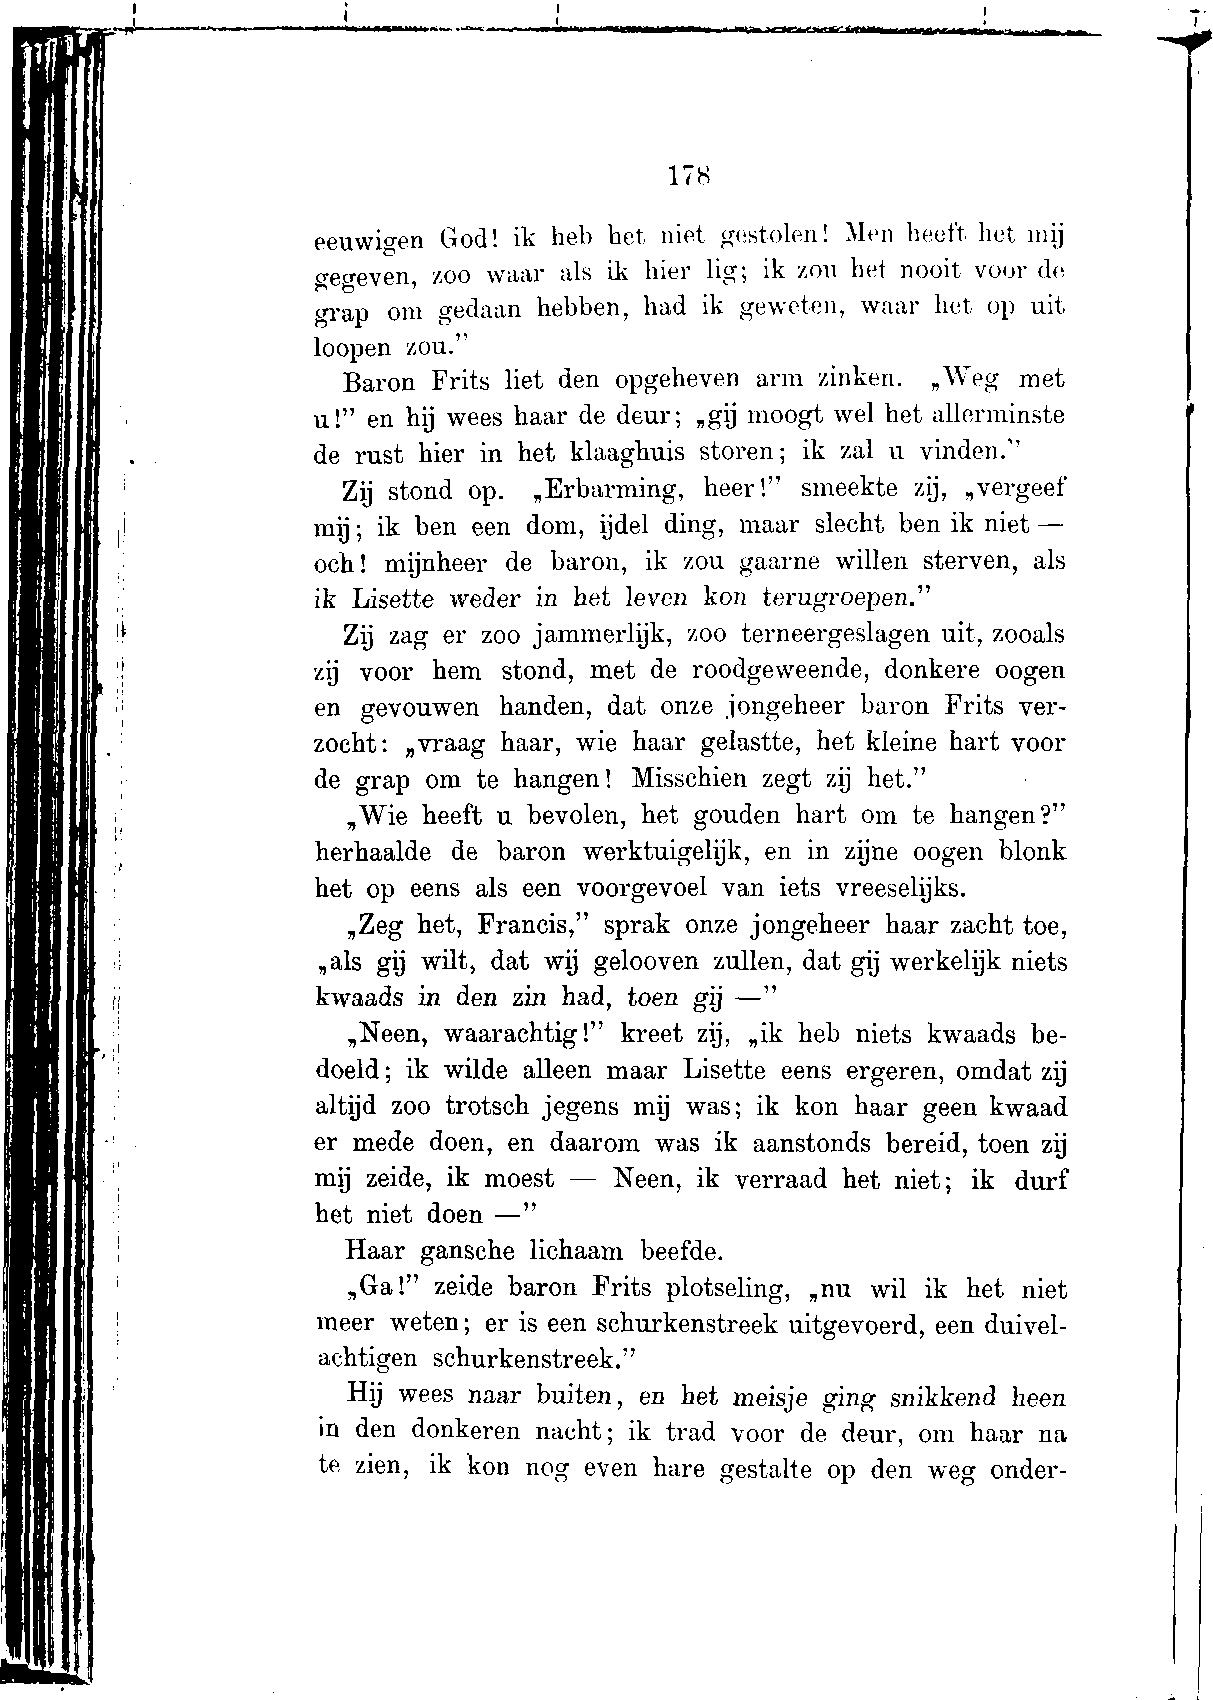 178
eeuwigen God! ik heb het niet gestolen! Men heeft het mij
gegeven, zoo waar als ik hier lig; ik zou het nooit voor de
grap om gedaan hebben, had ik geweten, waar het op uit
loopen zou.”
Baron Frits liet den opgeheven arm zinken. „Weg met
u!” en hij wees haar de deur; „gij moogt wel het allerminste
de rust hier in het klaaghuis storen; ik zal u vinden.”
Zij stond op. „Erbarming, heer!” smeekte zij, „vergeef
mij; ik ben een dom, ijdel ding, maar slecht ben ik niet —
och! mijnheer de baron, ik zou gaarne willen sterven, als
ik Lisette weder in het leven kon terugroepen.”
Zij zag er zoo jammerlijk, zoo terneergeslagen uit, zooals
zij voor hem stond, met de roodgeweende, donkere oogen
en gevouwen handen, dat onze jongeheer baron Frits ver-
zocht: „vraag haar, wie haar gelastte, het kleine hart voor
de grap om te hangen! Misschien zegt zij het.”
„Wie heeft u bevolen, het gouden hart om te hangen?”
herhaalde de baron werktuigelijk, en in zijne oogen blonk
het op eens als een voorgevoel van iets vreeselijks.
„Zeg het, Francis,” sprak onze jongeheer haar zacht toe,
„als gij wilt, dat wij gelooven zullen, dat gij werkelijk niets
kwaads in den zin had, toen gij —”
„Neen, waarachtig!” kreet zij, „ik heb niets kwaads be-
doeld; ik wilde alleen maar Lisette eens ergeren, omdat zij
altijd zoo trotsch jegens mij was; ik kon haar geen kwaad
er mede doen, en daarom was ik aanstonds bereid, toen zij
mij zeide, ik moest — Neen, ik verraad het niet; ik durf
het niet doen —”
Haar gansche lichaam beefde.
„Ga!” zeide baron Frits plotseling, „nu wil ik het niet
meer weten; er is een schurkenstreek uitgevoerd, een duivel-
achtigen schurkenstreek.”
Hij wees naar buiten, en het meisje ging snikkend heen
in den donkeren nacht; ik trad voor de deur, om haar na
te zien, ik kon nog even hare gestalte op den weg onder-